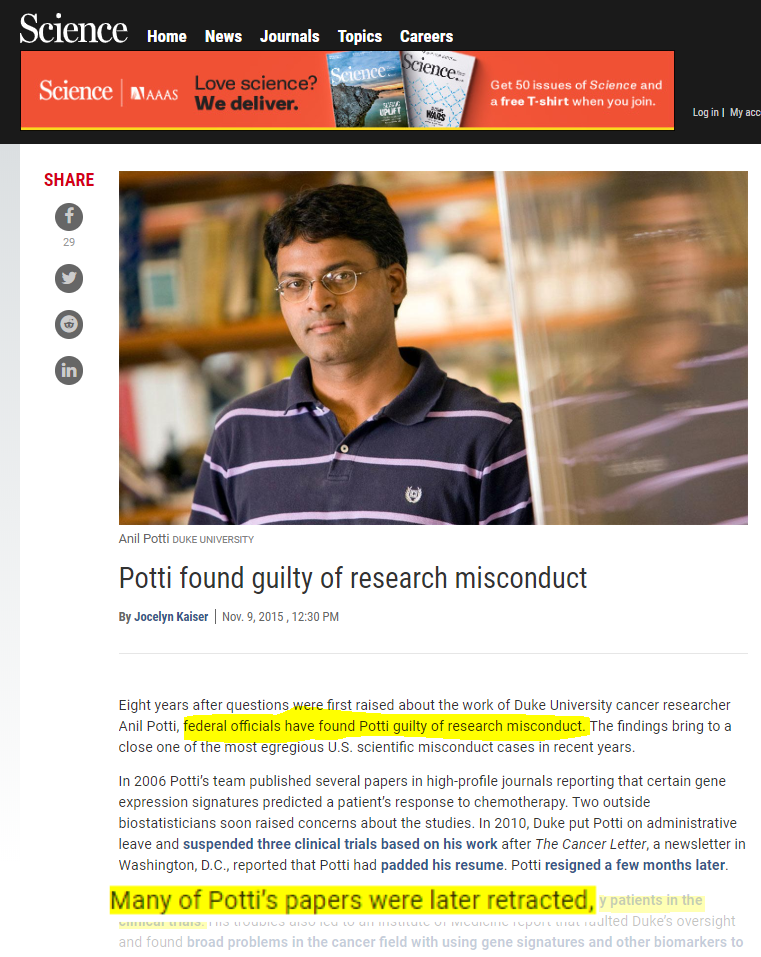 Science
Home News Journals Topics Careers
Science AAAS
Love science?
We deliver.
Science
Science
UPLIFT
WARS
Get 50 issues of Science and
a free T-shirt when you join.
Log in | My acc
SHARE
29
Anil Potti DUKE UNIVERSITY
Potti found guilty of research misconduct
By Jocelyn Kaiser | Nov. 9, 2015 , 12:30 PM
Eight years after questions were first raised about the work of Duke University cancer researcher
Anil Potti, federal officials have found Potti guilty of research misconduct. The findings bring to a
close one of the most egregious U.S. scientific misconduct cases in recent years.
In 2006 Potti's team published several papers in high-profile journals reporting that certain gene
expression signatures predicted a patient's response to chemotherapy. Two outside
biostatisticians soon raised concerns about the studies. In 2010, Duke put Potti on administrative
leave and suspended three clinical trials based on his work after The Cancer Letter, a newsletter in
Washington, D.C., reported that Potti had padded his resume. Potti resigned a few months later.
Many of Potti's papers were later retracted, y patients in the
clinical trials. His troubles also led to an Institute of Medicine report that faulted Duke's oversight
and found broad problems in the cancer field with using gene signatures and other biomarkers to